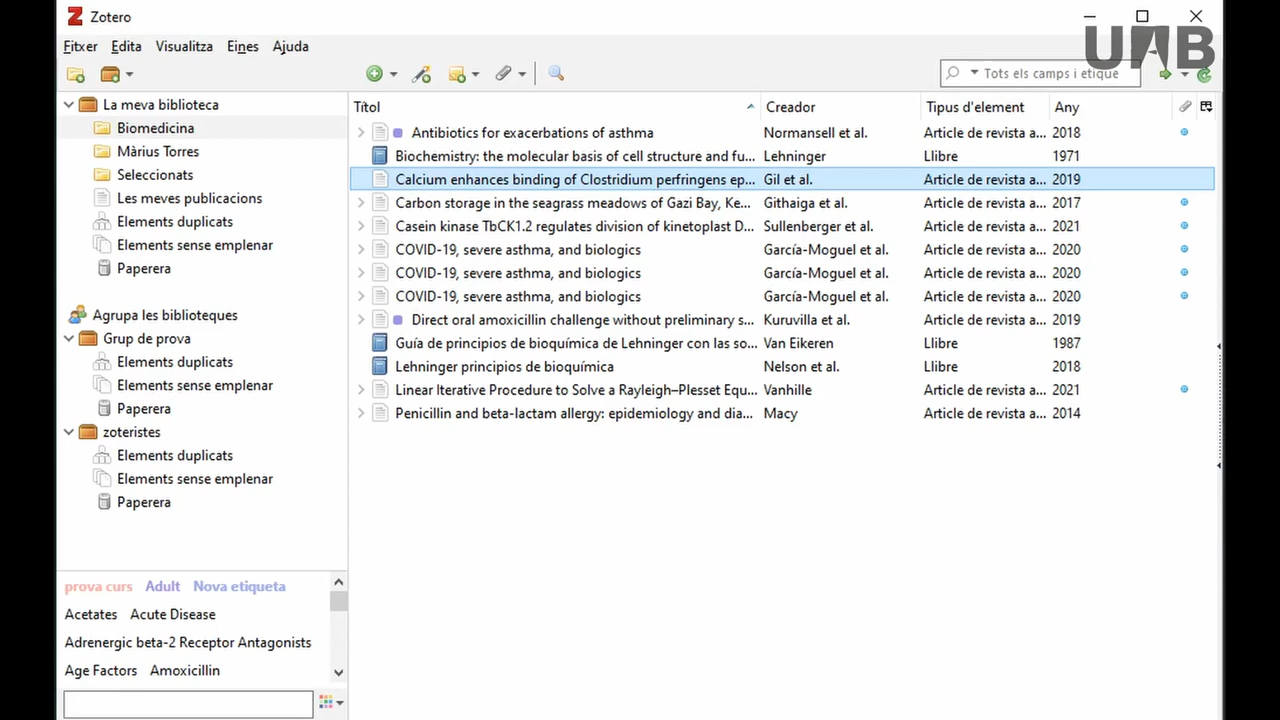 Zotero
Fitxer Edita Visualitza Eines Ajuda
UAB
Tots els camps i etique
La meva biblioteca
Biomedicina
Màrius Torres
Seleccionats
Les meves publicacions
Elements duplicats
Elements sense emplenar
Paperera
Agrupa les biblioteques
Grup de prova
Elements duplicats
Elements sense emplenar
Paperera
zoteristes
Elements duplicats
Elements sense emplenar
Paperera
prova curs Adult Nova etiqueta
Acetates Acute Disease
Adrenergic beta-2 Receptor Antagonists
Age Factors Amoxicillin
Títol Creador Tipus d'element Any
Antibiotics for exacerbations of asthma Normansell et al. Article de revista a... 2018
Biochemistry: the molecular basis of cell structure and fu... Lehninger Llibre 1971
Calcium enhances binding of Clostridium perfringens ep... Gil et al. Article de revista a... 2019
Carbon storage in the seagrass meadows of Gazi Bay, Ke... Githaiga et al. Article de revista a... 2017
Casein kinase TbCK1.2 regulates division of kinetoplast D... Sullenberger et al. Article de revista a... 2021
COVID-19, severe asthma, and biologics García-Moguel et al. Article de revista a... 2020
COVID-19, severe asthma, and biologics García-Moguel et al. Article de revista a... 2020
COVID-19, severe asthma, and biologics García-Moguel et al. Article de revista a... 2020
Direct oral amoxicillin challenge without preliminary s... Kuruvilla et al. Article de revista a... 2019
Guía de principios de bioquímica de Lehninger con las so... Van Eikeren Llibre 1987
Lehninger principios de bioquímica Nelson et al. Llibre 2018
Linear Iterative Procedure to Solve a Rayleigh–Plesset Equ... Vanhille Article de revista a... 2021
Penicillin and beta-lactam allergy: epidemiology and dia... Macy Article de revista a... 2014